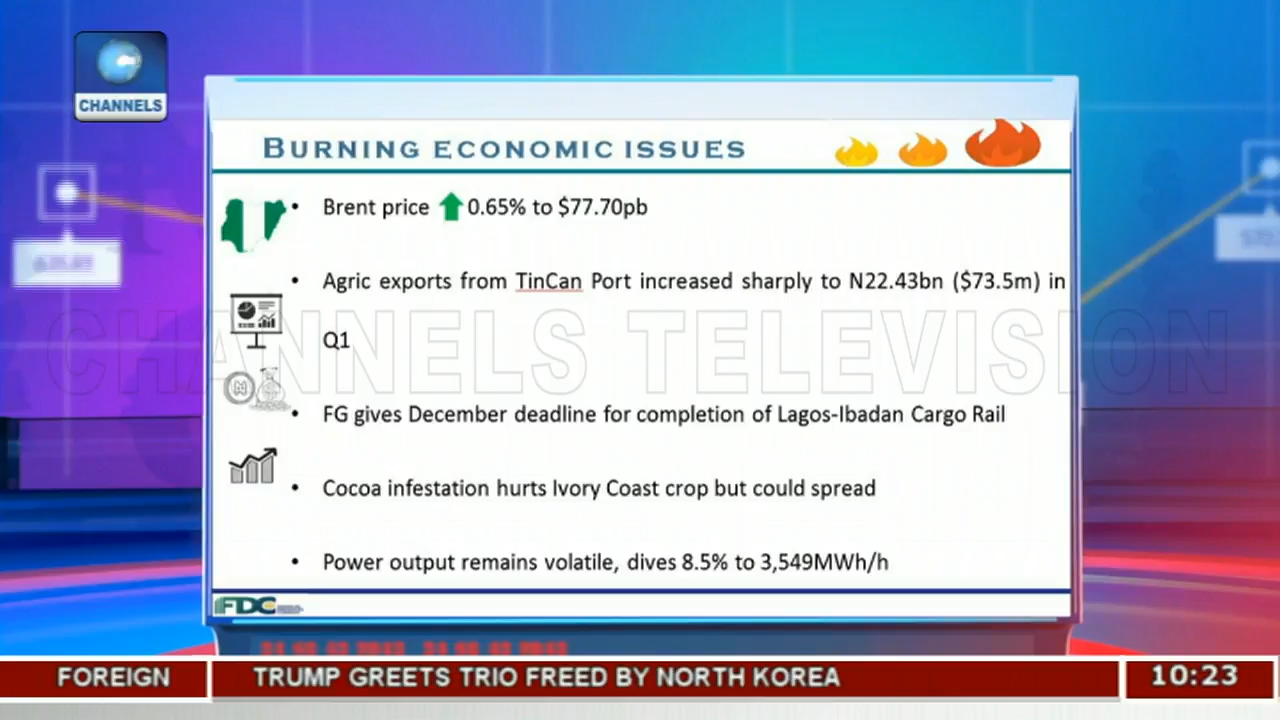 CHANNELS
BURNING ECONOMIC ISSUES
• Brent price 0.65% to $77.70pb
• Agric exports from TinCan Port increased sharply to N22.43bn ($73.5m) in
Q1
CHANNELS TELEVISION
• FG gives December deadline for completion of Lagos-Ibadan Cargo Rail
• Cocoa infestation hurts Ivory Coast crop but could spread
• Power output remains volatile, dives 8.5% to 3,549MWh/h
FDC
FOREIGN
TRUMP GREETS TRIO FREED BY NORTH KOREA
10:23